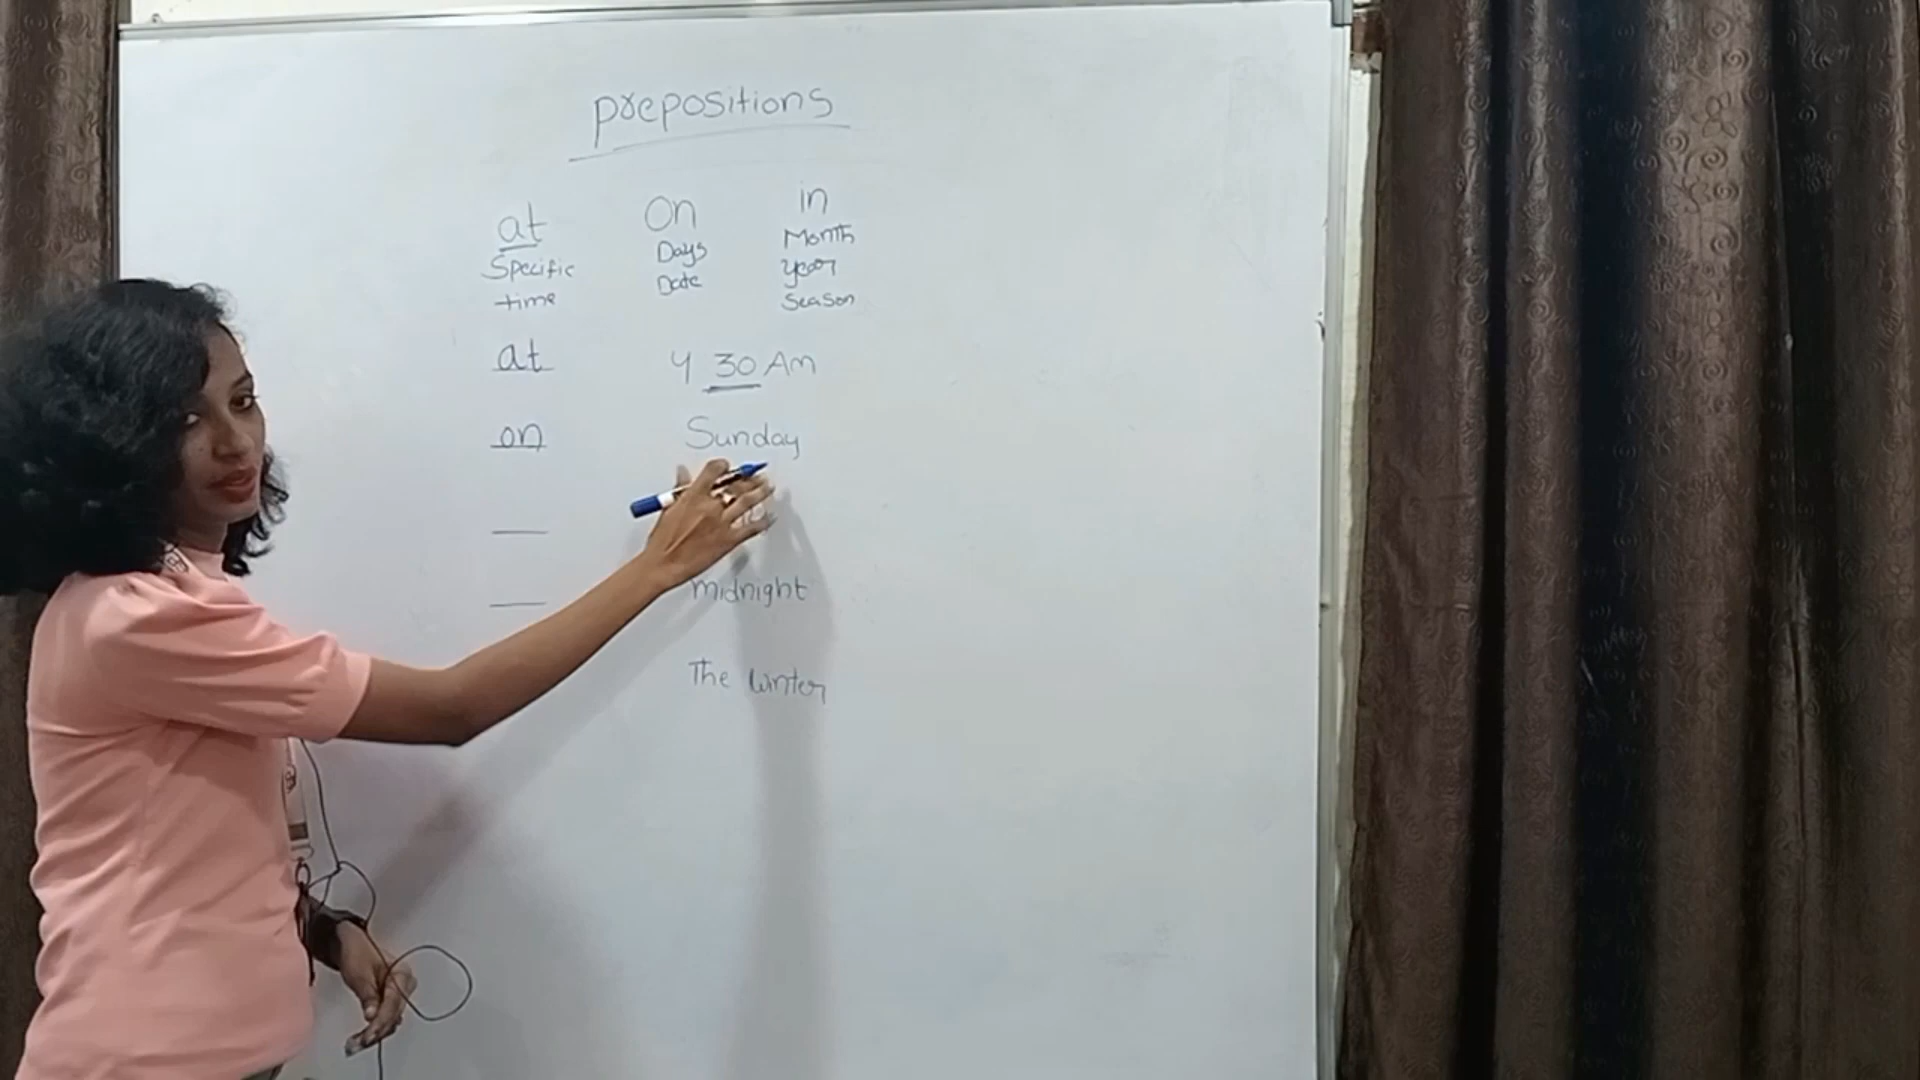 prepositions
at on in
Specific Days Month
time Date year
Season
at 4 30 Am
on Sunday
midnight
The winter